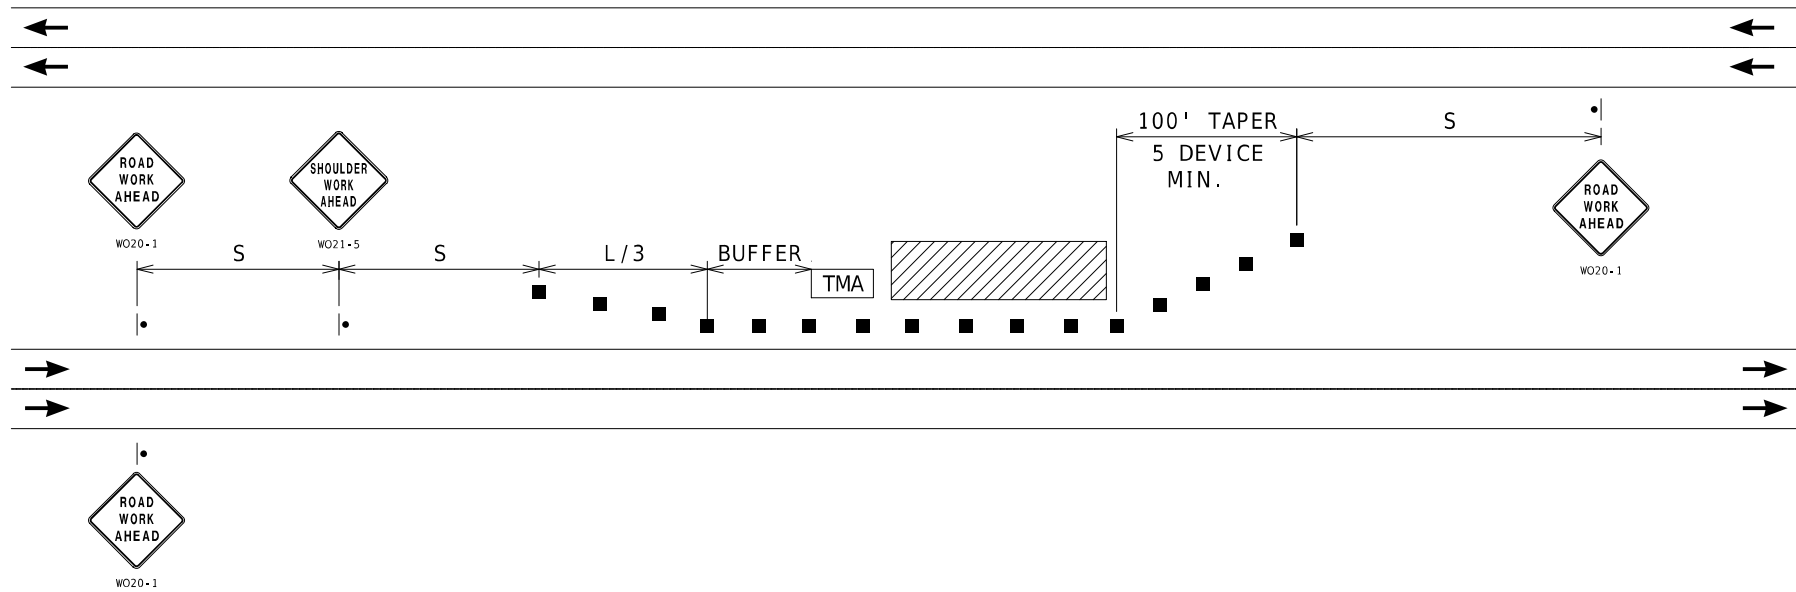 100' TAPER
S
5 DEVICE
MIN.
ROAD
WORK
AHEAD
WO20-1
SHOULDER
WORK
AHEAD
WO21-5
ROAD
WORK
AHEAD
WO20-1
S
S
L/3
BUFFER
TMA
ROAD
WORK
AHEAD
WO20-1